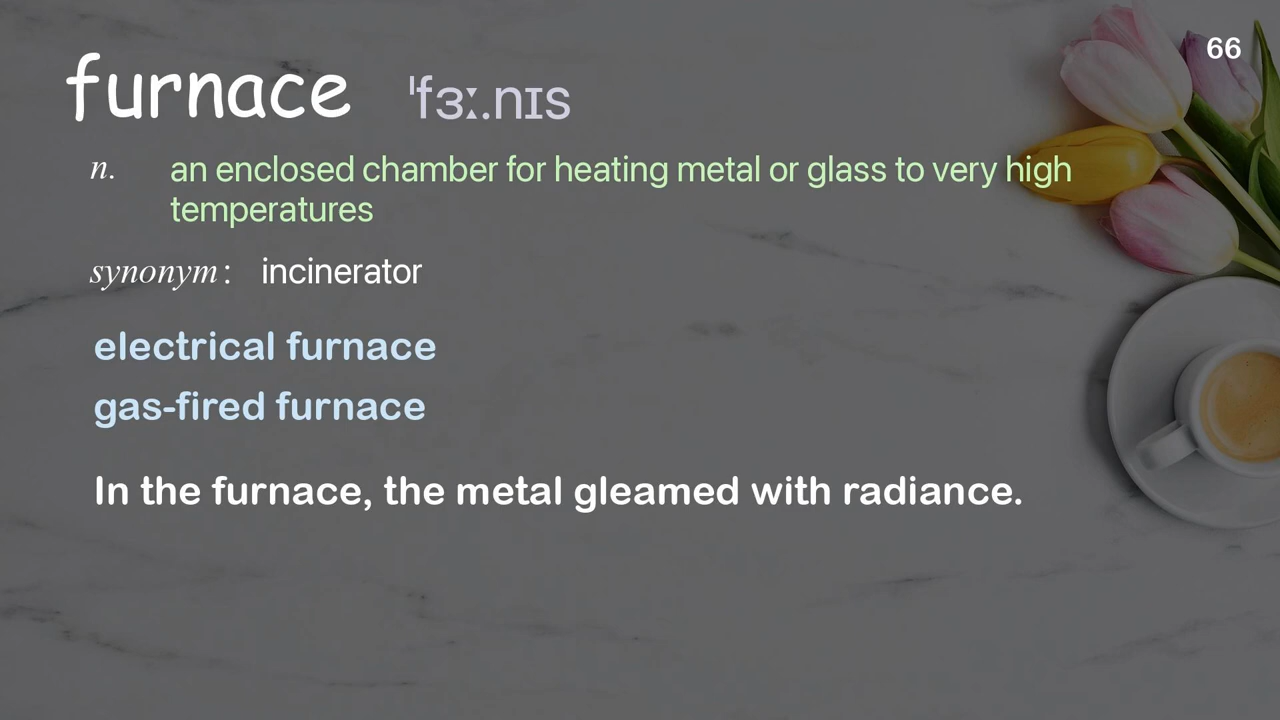 66
furnace ˈfɜː.nɪs
n. an enclosed chamber for heating metal or glass to very high
temperatures
synonym: incinerator
electrical furnace
gas-fired furnace
In the furnace, the metal gleamed with radiance.